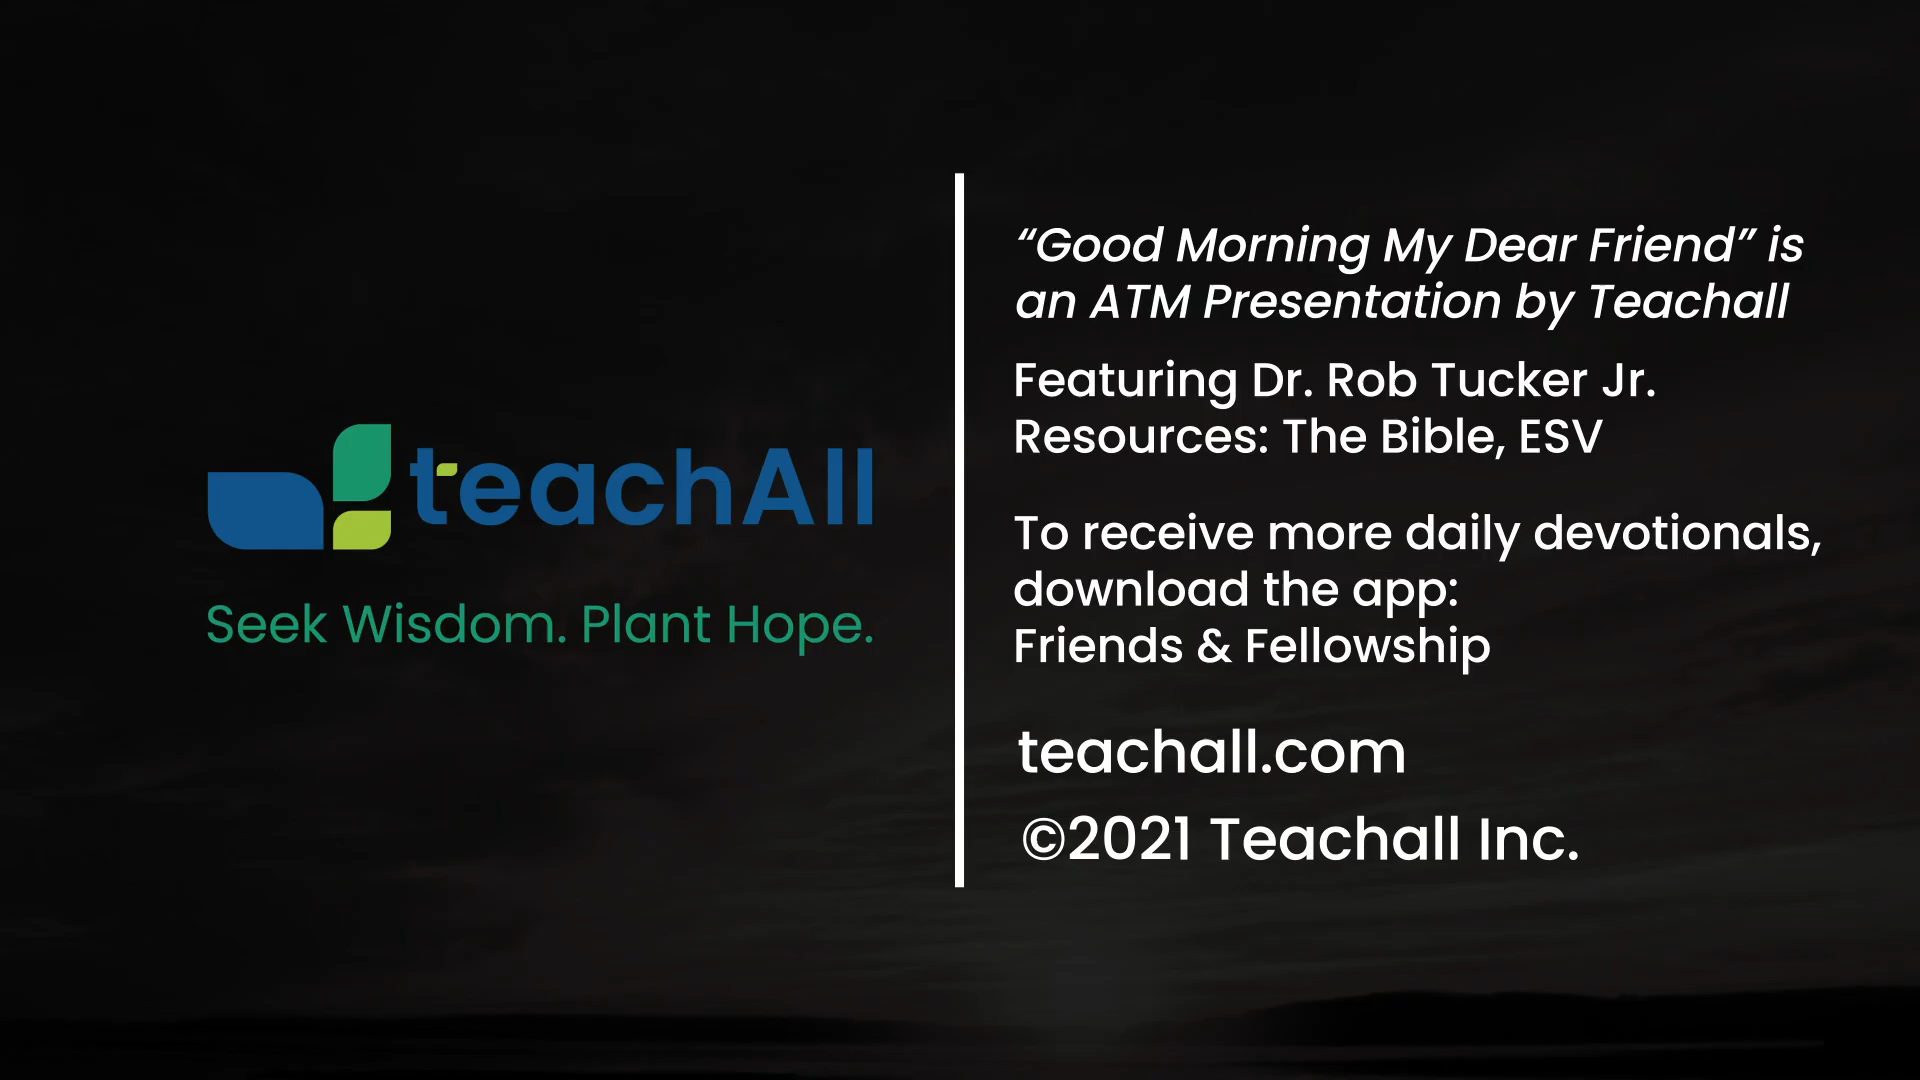 teachAll
Seek Wisdom. Plant Hope.
“Good Morning My Dear Friend” is
an ATM Presentation by Teachall
Featuring Dr. Rob Tucker Jr.
Resources: The Bible, ESV
To receive more daily devotionals,
download the app:
Friends & Fellowship
teachall.com
©2021 Teachall Inc.